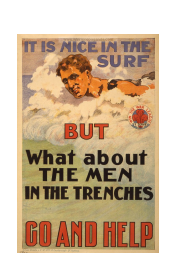 IT IS NICE IN THE
SURF
BUT
What about
THE MEN
IN THE TRENCHES
GO AND HELP